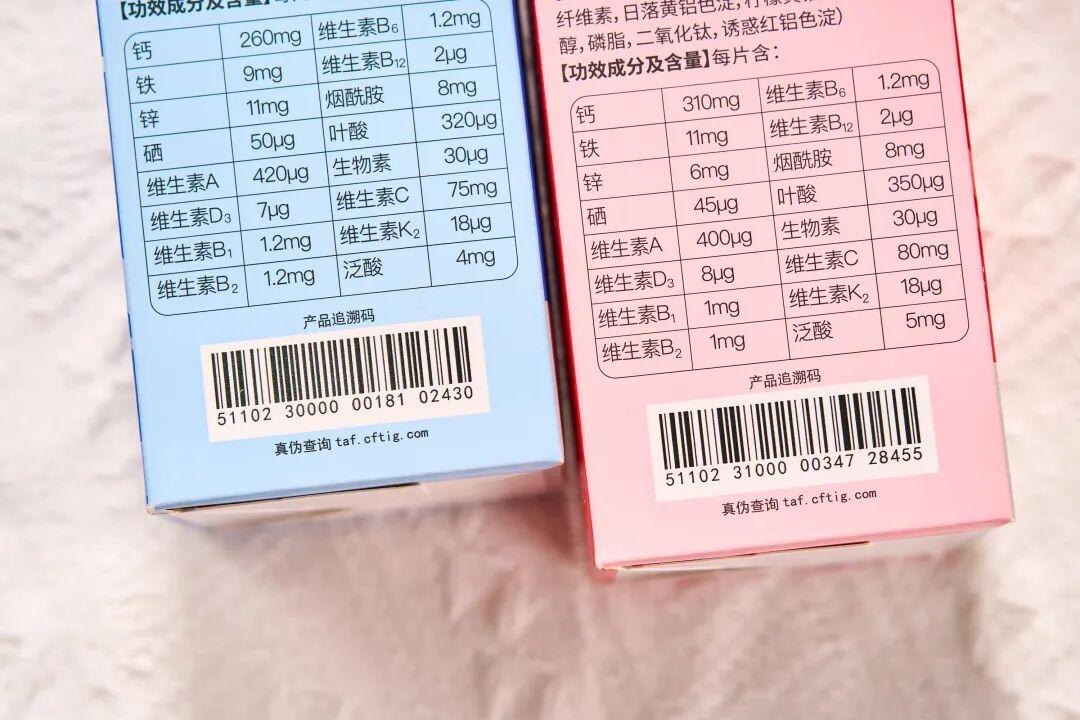 【功效成分及含量】每
钙 260mg 维生素B₆ 1.2mg
铁 9mg 维生素B₁₂ 2μg
锌 11mg 烟酰胺 8mg
硒 50μg 叶酸 320μg
维生素A 420μg 生物素 30μg
维生素D₃ 7μg 维生素C 75mg
维生素B₁ 1.2mg 维生素K₂ 18μg
维生素B₂ 1.2mg 泛酸 4mg
产品追溯码
51102 30000 00181 02430
真伪查询 taf.cftig.com
纤维素,日落黄铝色淀,柠檬黄
醇,磷脂,二氧化钛,诱惑红铝色淀)
【功效成分及含量】每片含:
钙 310mg 维生素B₆ 1.2mg
铁 11mg 维生素B₁₂ 2μg
锌 6mg 烟酰胺 8mg
硒 45μg 叶酸 350μg
维生素A 400μg 生物素 30μg
维生素D₃ 8μg 维生素C 80mg
维生素B₁ 1mg 维生素K₂ 18μg
维生素B₂ 1mg 泛酸 5mg
产品追溯码
51102 31000 00347 28455
真伪查询 taf.cftig.com